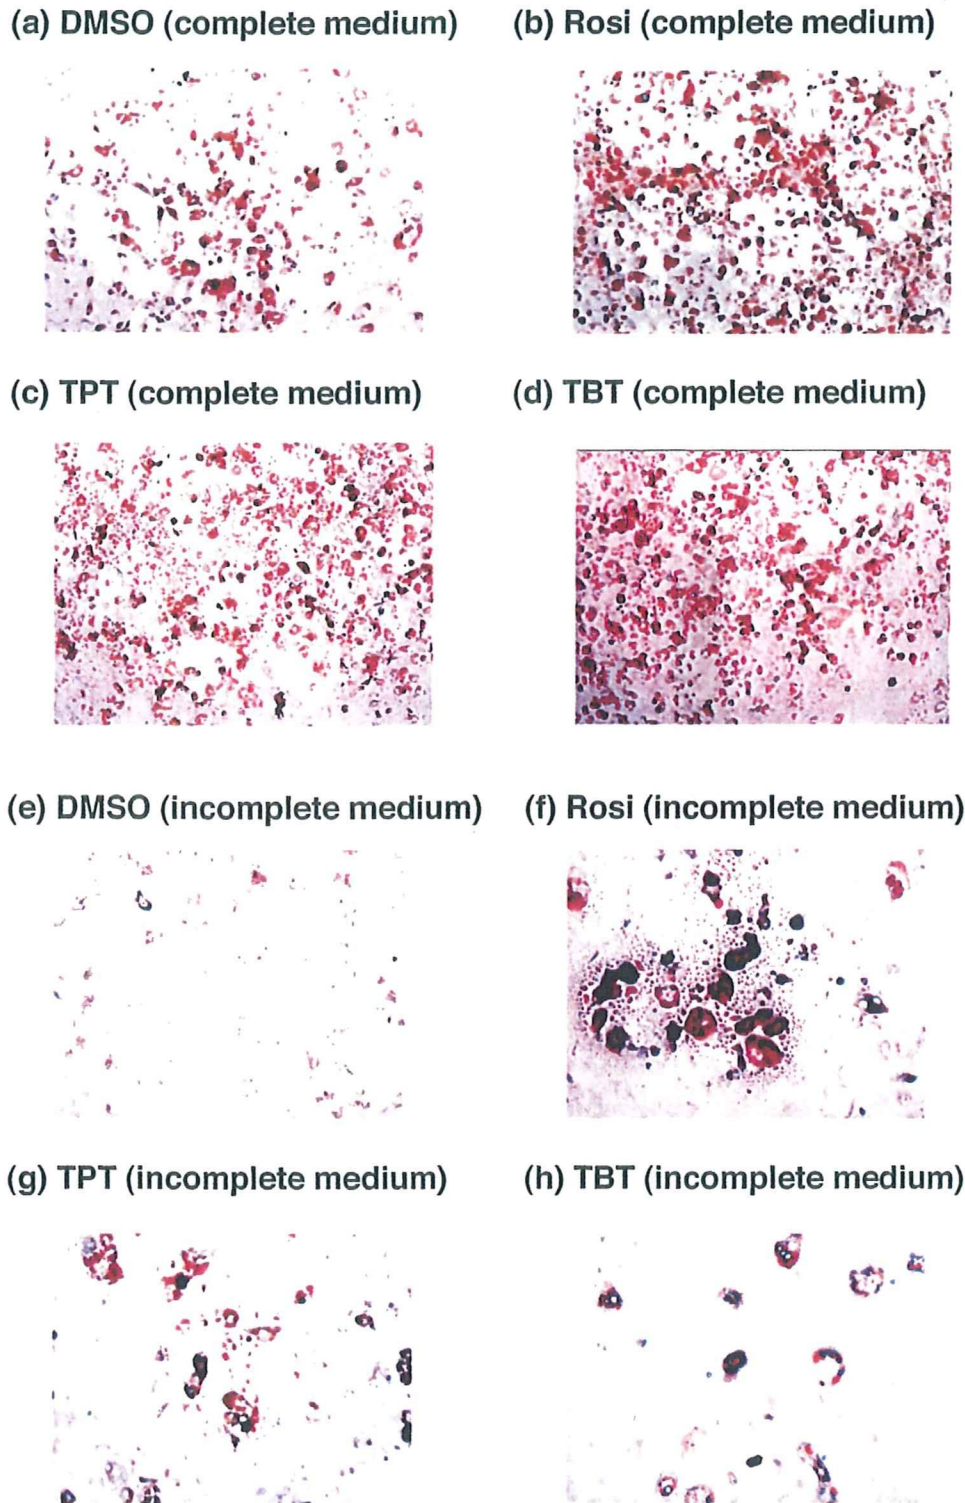 (a) DMSO (complete medium)
(b) Rosi (complete medium)
(c) TPT (complete medium)
(d) TBT (complete medium)
(e) DMSO (incomplete medium)
(f) Rosi (incomplete medium)
(g) TPT (incomplete medium)
(h) TBT (incomplete medium)